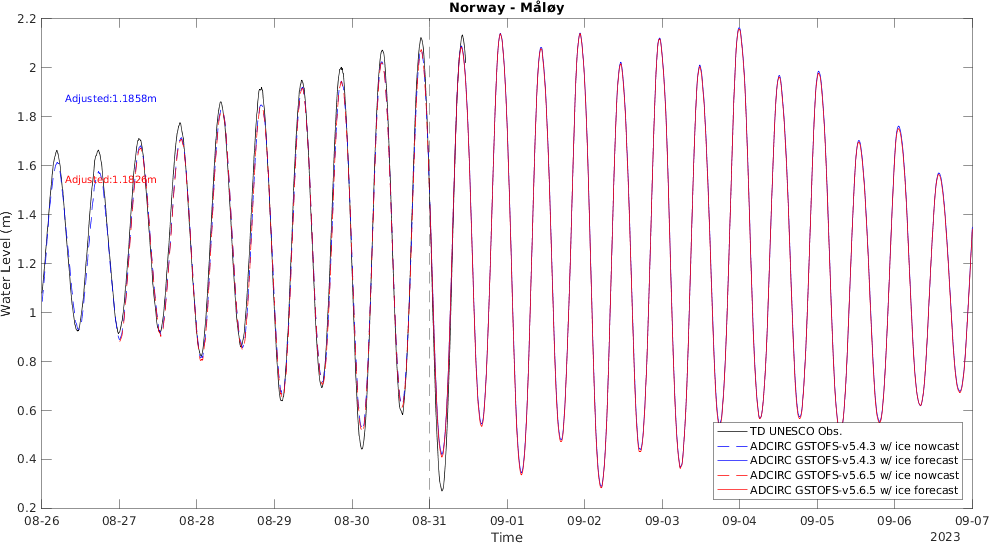 Norway - Måløy
2.2
2
1.8
1.6
1.4
1.2
1
0.8
0.6
0.4
0.2
Water Level (m)
Adjusted:1.1858m
Adjusted:1.1826m
TD UNESCO Obs.
ADCIRC GSTOFS-v5.4.3 w/ ice nowcast
ADCIRC GSTOFS-v5.4.3 w/ ice forecast
ADCIRC GSTOFS-v5.6.5 w/ ice nowcast
ADCIRC GSTOFS-v5.6.5 w/ ice forecast
08-26 08-27 08-28 08-29 08-30 08-31 09-01 09-02 09-03 09-04 09-05 09-06 09-07
Time
2023